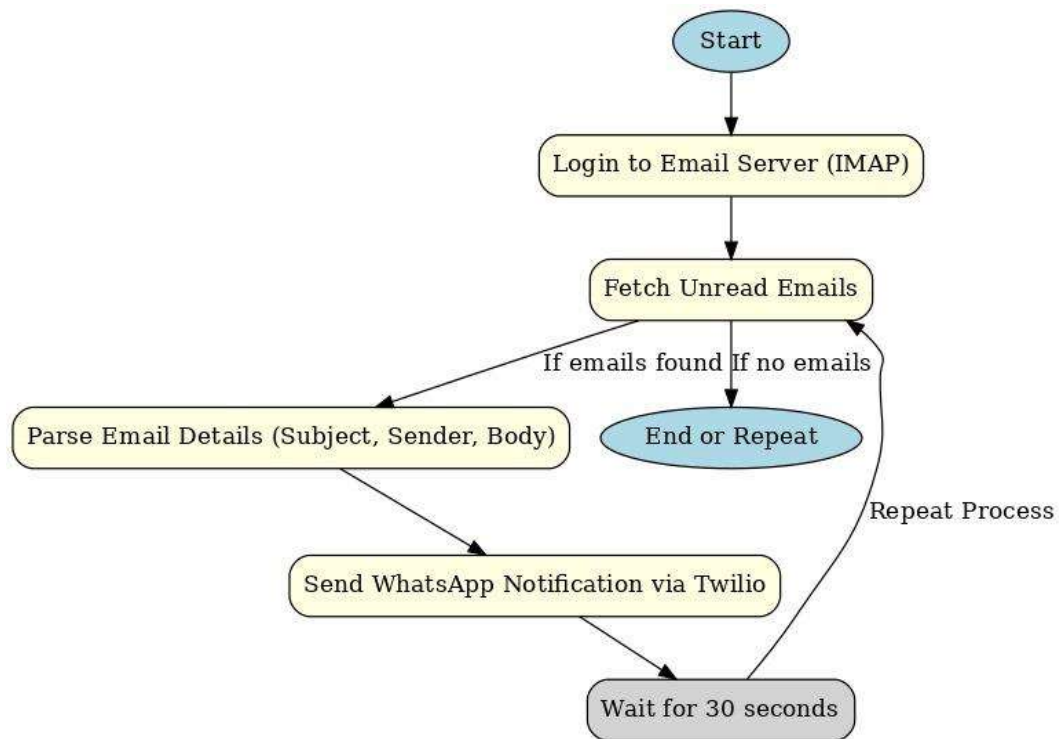 Start
Login to Email Server (IMAP)
Fetch Unread Emails
If emails found
If no emails
Parse Email Details (Subject, Sender, Body)
End or Repeat
Repeat Process
Send WhatsApp Notification via Twilio
Wait for 30 seconds